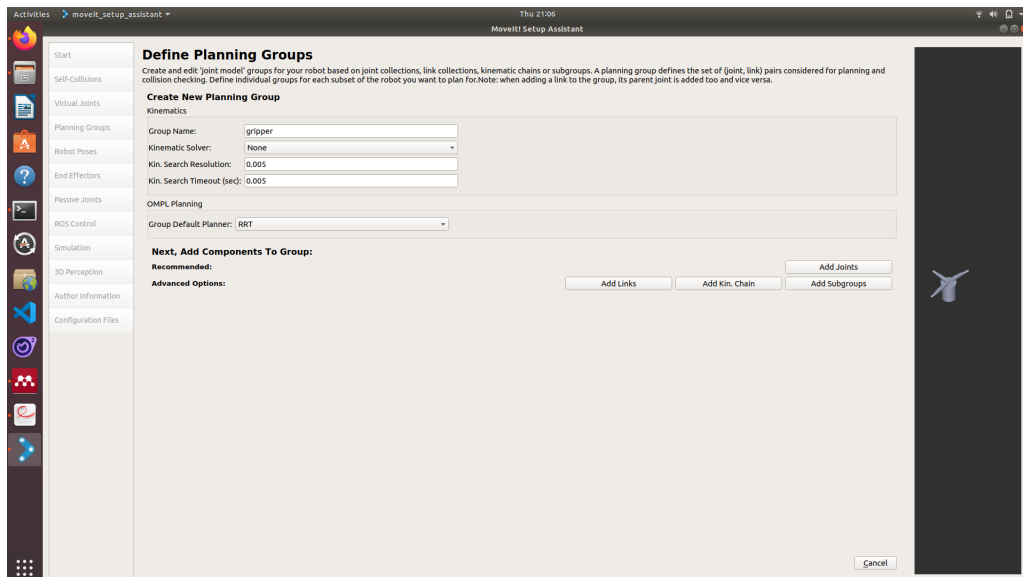 Activities moveit_setup_assistant Thu 21:06
MoveIt! Setup Assistant
Start
Self-Collisions
Virtual Joints
Planning Groups
Robot Poses
End Effectors
Passive Joints
ROS Control
Simulation
3D Perception
Author Information
Configuration Files
Define Planning Groups
Create and edit 'joint model' groups for your robot based on joint collections, link collections, kinematic chains or subgroups. A planning group defines the set of (joint, link) pairs considered for planning and
collision checking. Define individual groups for each subset of the robot you want to plan for.Note: when adding a link to the group, its parent joint is added too and vice versa.
Create New Planning Group
Kinematics
Group Name: gripper
Kinematic Solver: None
Kin. Search Resolution: 0.005
Kin. Search Timeout (sec): 0.005
OMPL Planning
Group Default Planner: RRT
Next, Add Components To Group:
Recommended: Add Joints
Advanced Options: Add Links Add Kin. Chain Add Subgroups
Cancel